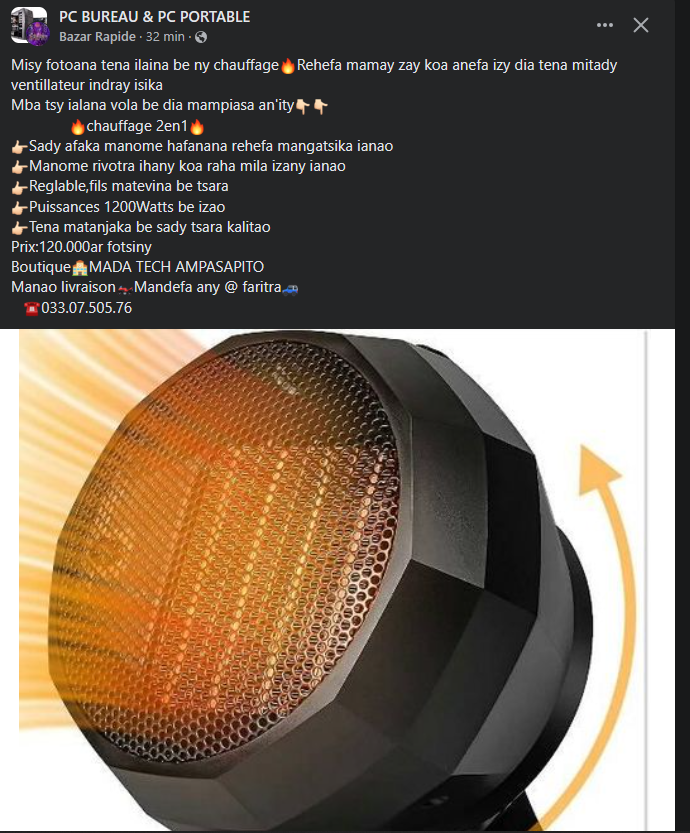 PC BUREAU & PC PORTABLE
Bazar Rapide · 32 min ·
Misy fotoana tena ilaina be ny chauffage🔥Rehefa mamay zay koa anefa izy dia tena mitady
ventillateur indray isika
Mba tsy ialana vola be dia mampiasa an'ity👇🏻👇🏻
🔥chauffage 2en1🔥
👉🏻Sady afaka manome hafanana rehefa mangatsika ianao
👉🏻Manome rivotra ihany koa raha mila izany ianao
👉🏻Reglable,fils matevina be tsara
👉🏻Puissances 1200Watts be izao
👉🏻Tena matanjaka be sady tsara kalitao
Prix:120.000ar fotsiny
Boutique🏨MADA TECH AMPASAPITO
Manao livraison🏍️Mandefa any @ faritra🚙
☎️033.07.505.76